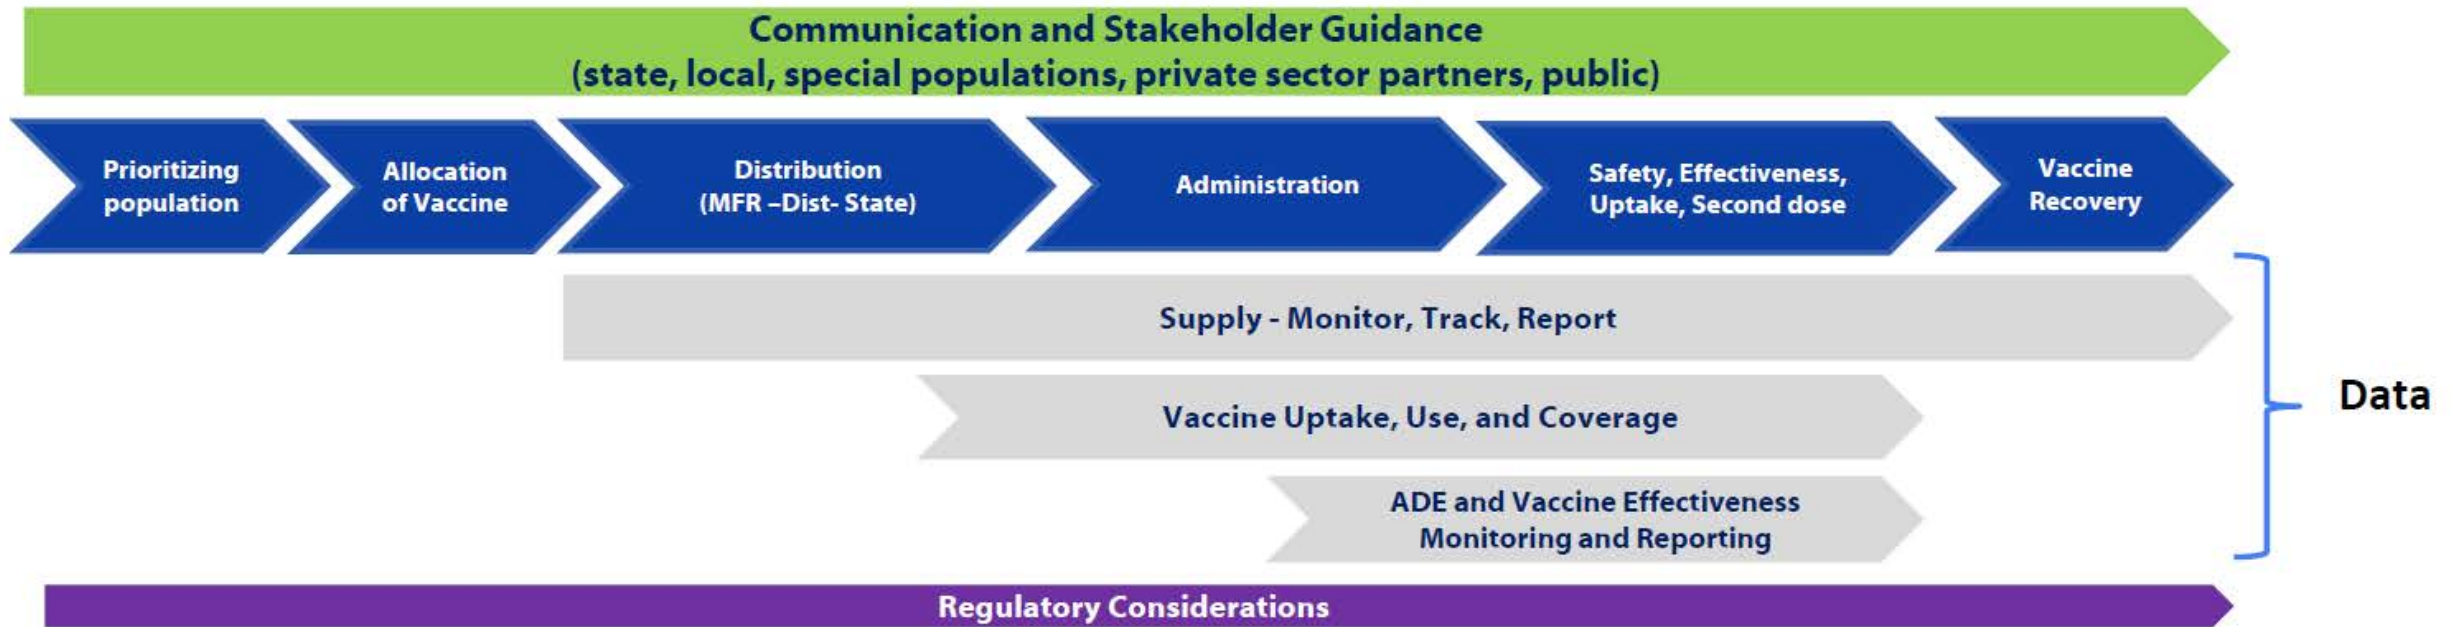 Communication and Stakeholder Guidance
(state, local, special populations, private sector partners, public)
Prioritizing
population
Allocation
of Vaccine
Distribution
(MFR –Dist- State)
Administration
Safety, Effectiveness,
Uptake, Second dose
Vaccine
Recovery
Supply - Monitor, Track, Report
Vaccine Uptake, Use, and Coverage
ADE and Vaccine Effectiveness
Monitoring and Reporting
Data
Regulatory Considerations